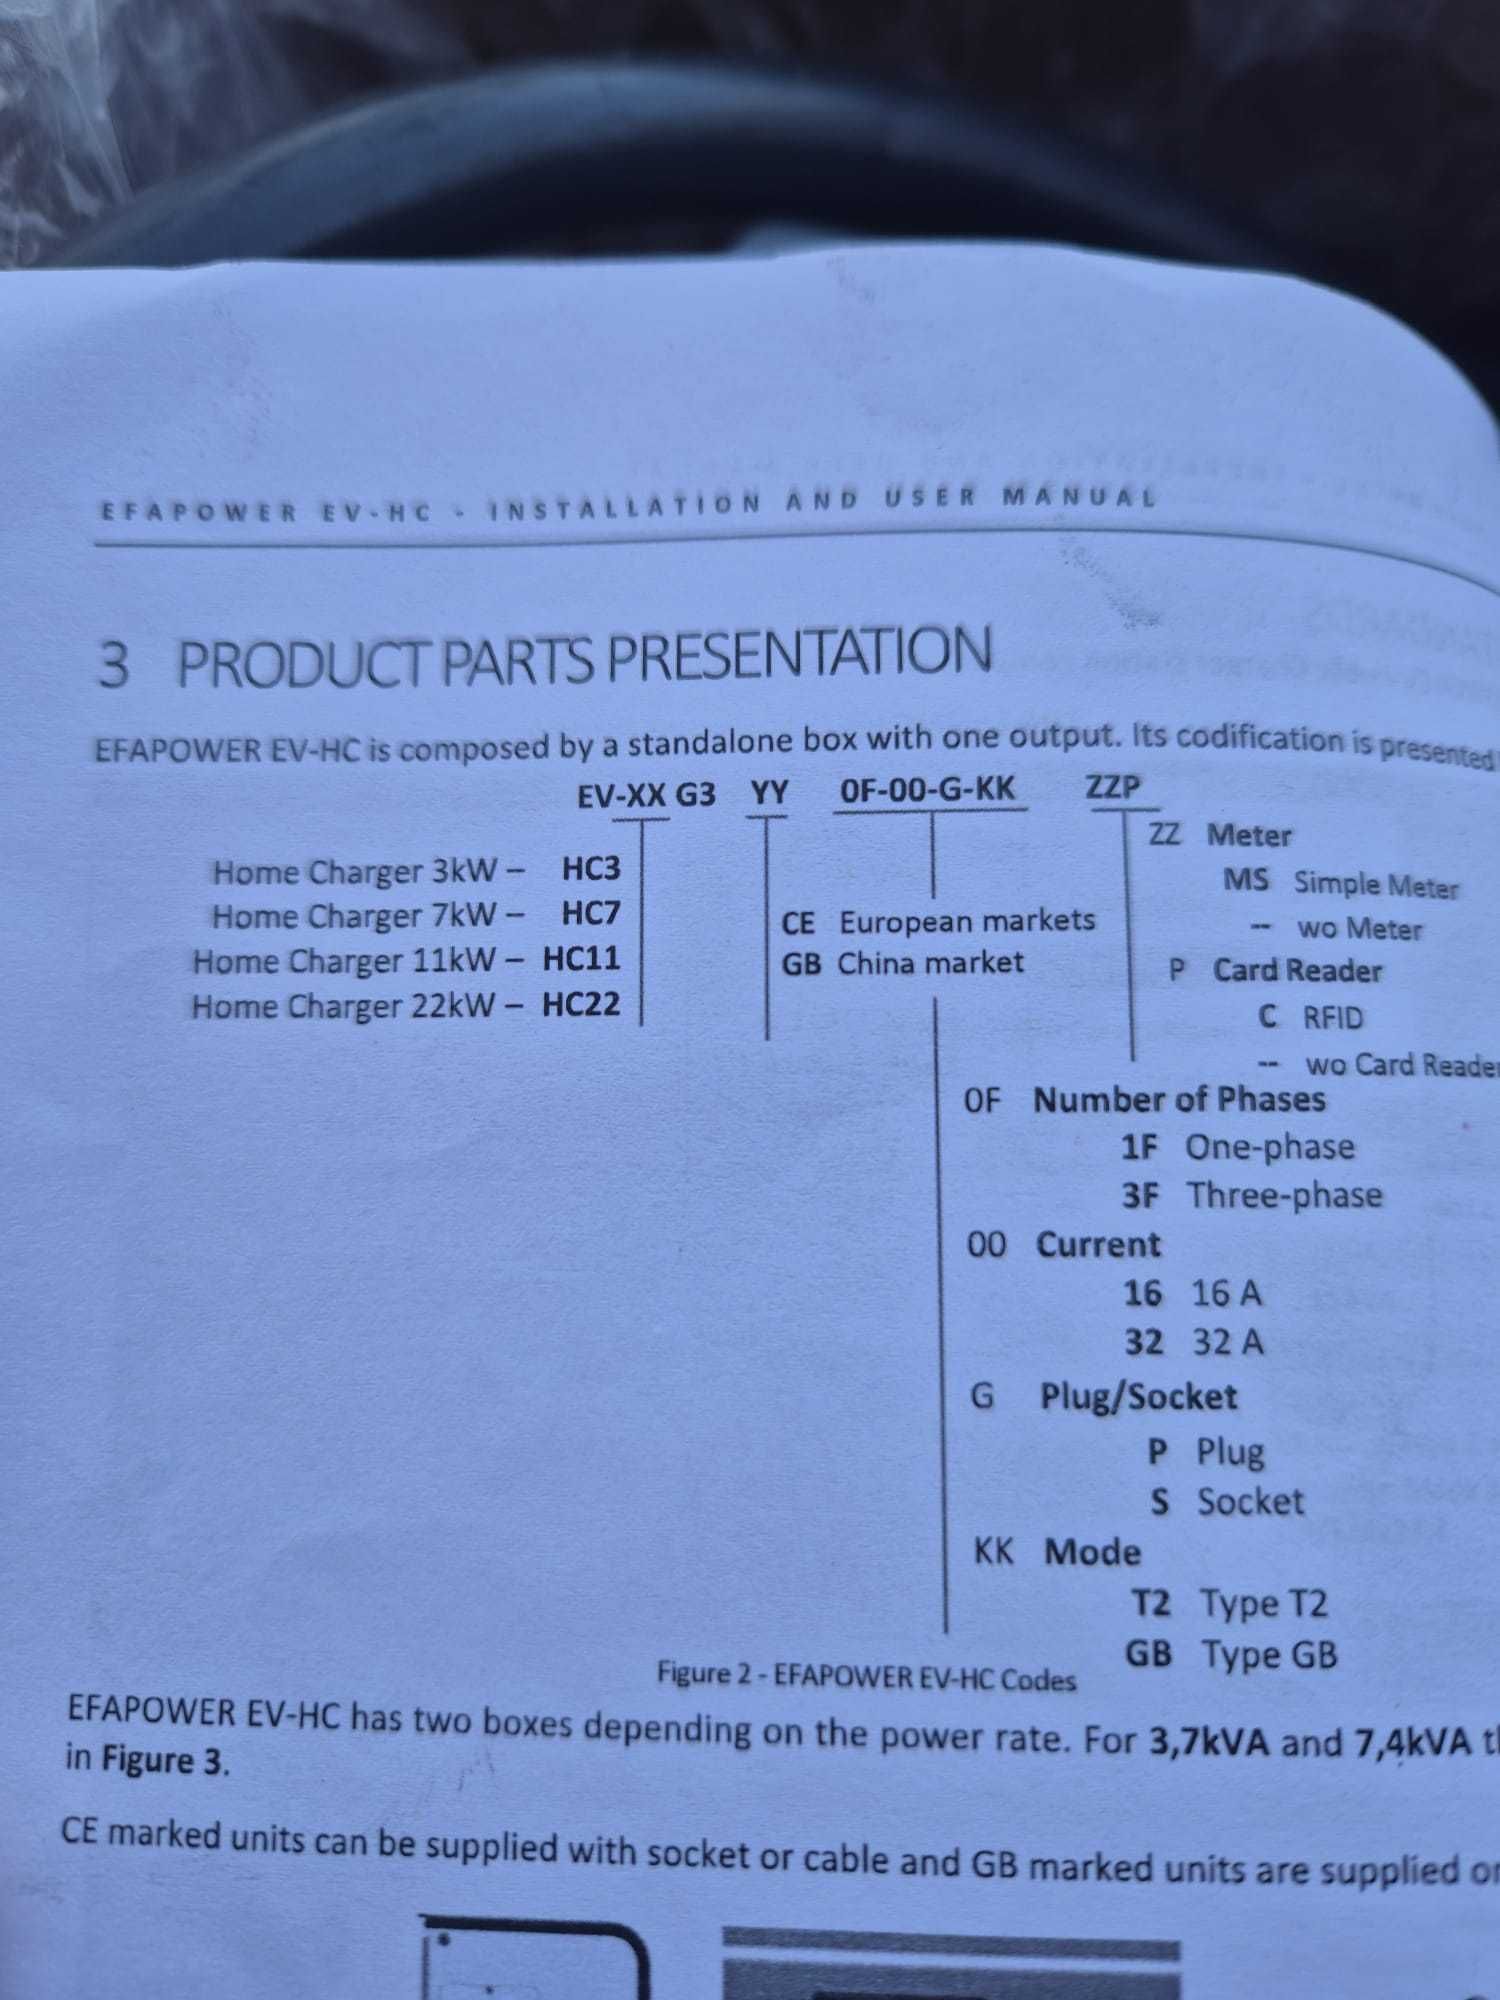 EFAPOWER EV-HC - INSTALLATION AND USER MANUAL
3 PRODUCT PARTS PRESENTATION
EFAPOWER EV-HC is composed by a standalone box with one output. Its codification is presented
EV-XX G3 YY 0F-00-G-KK ZZP
ZZ Meter
Home Charger 3kW – HC3
MS Simple Meter
Home Charger 7kW – HC7
CE European markets
-- wo Meter
Home Charger 11kW – HC11
GB China market
P Card Reader
Home Charger 22kW – HC22
C RFID
-- wo Card Reader
0F Number of Phases
1F One-phase
3F Three-phase
00 Current
16 16 A
32 32 A
G Plug/Socket
P Plug
S Socket
KK Mode
T2 Type T2
GB Type GB
Figure 2 - EFAPOWER EV-HC Codes
EFAPOWER EV-HC has two boxes depending on the power rate. For 3,7kVA and 7,4kVA
in Figure 3.
CE marked units can be supplied with socket or cable and GB marked units are supplied